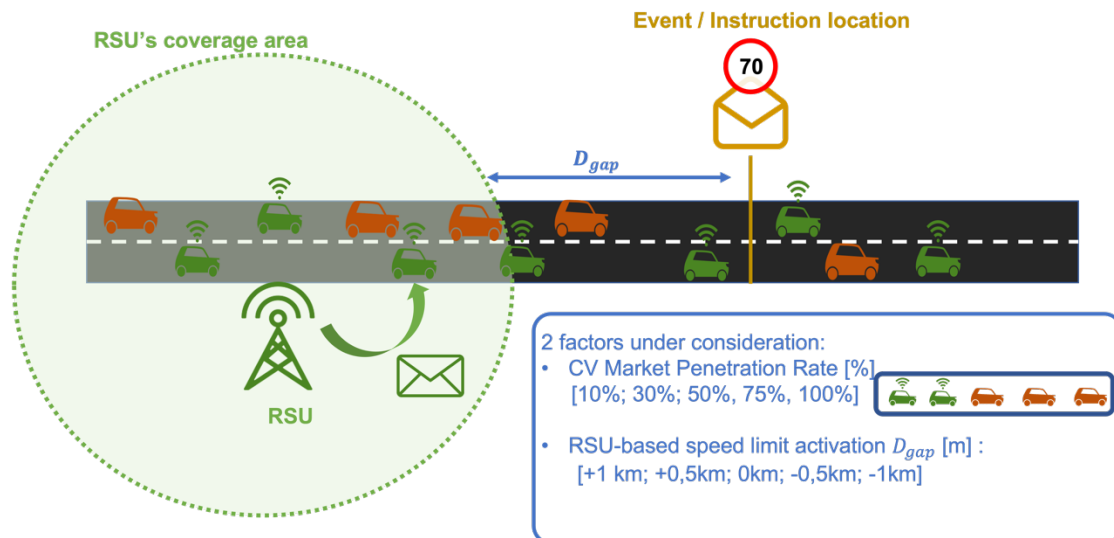 Event / Instruction location
RSU's coverage area
70
D_gap
RSU
2 factors under consideration:
• CV Market Penetration Rate [%]
[10%; 30%; 50%, 75%, 100%]
• RSU-based speed limit activation D_gap [m] :
[+1 km; +0,5km; 0km; -0,5km; -1km]